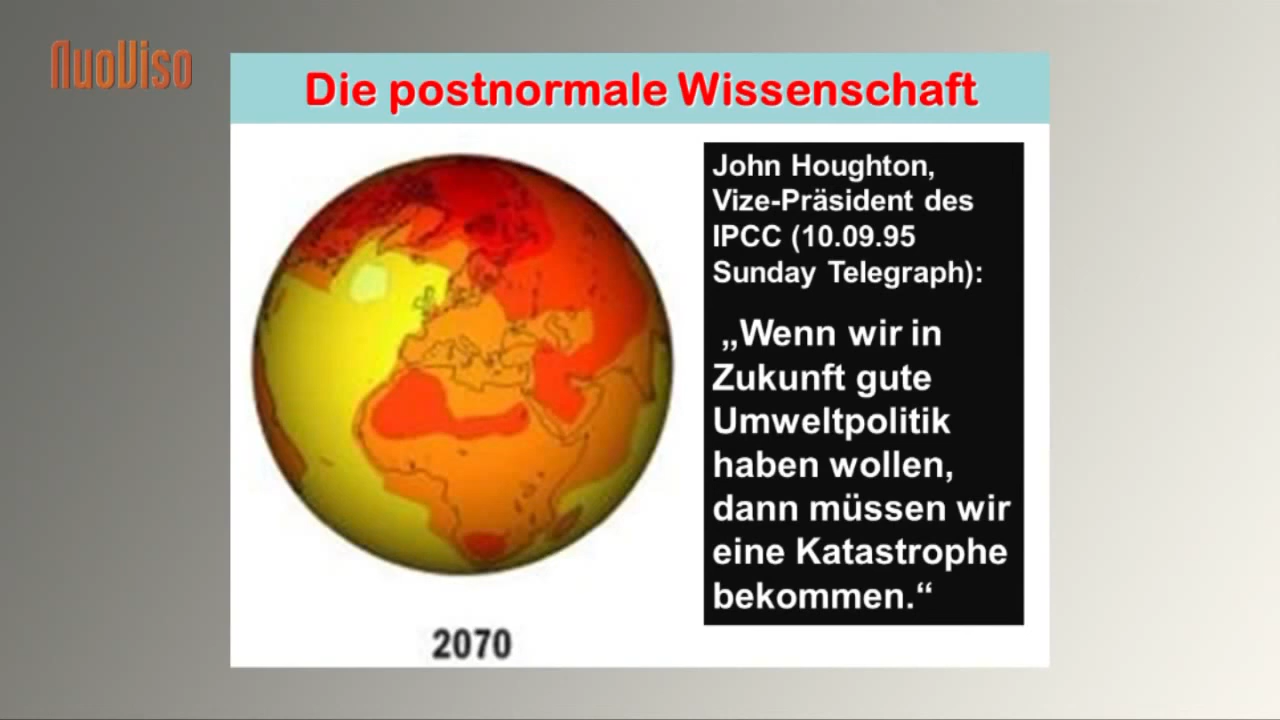 NuoViso
Die postnormale Wissenschaft
John Houghton,
Vize-Präsident des
IPCC (10.09.95
Sunday Telegraph):
„Wenn wir in
Zukunft gute
Umweltpolitik
haben wollen,
dann müssen wir
eine Katastrophe
bekommen.“
2070